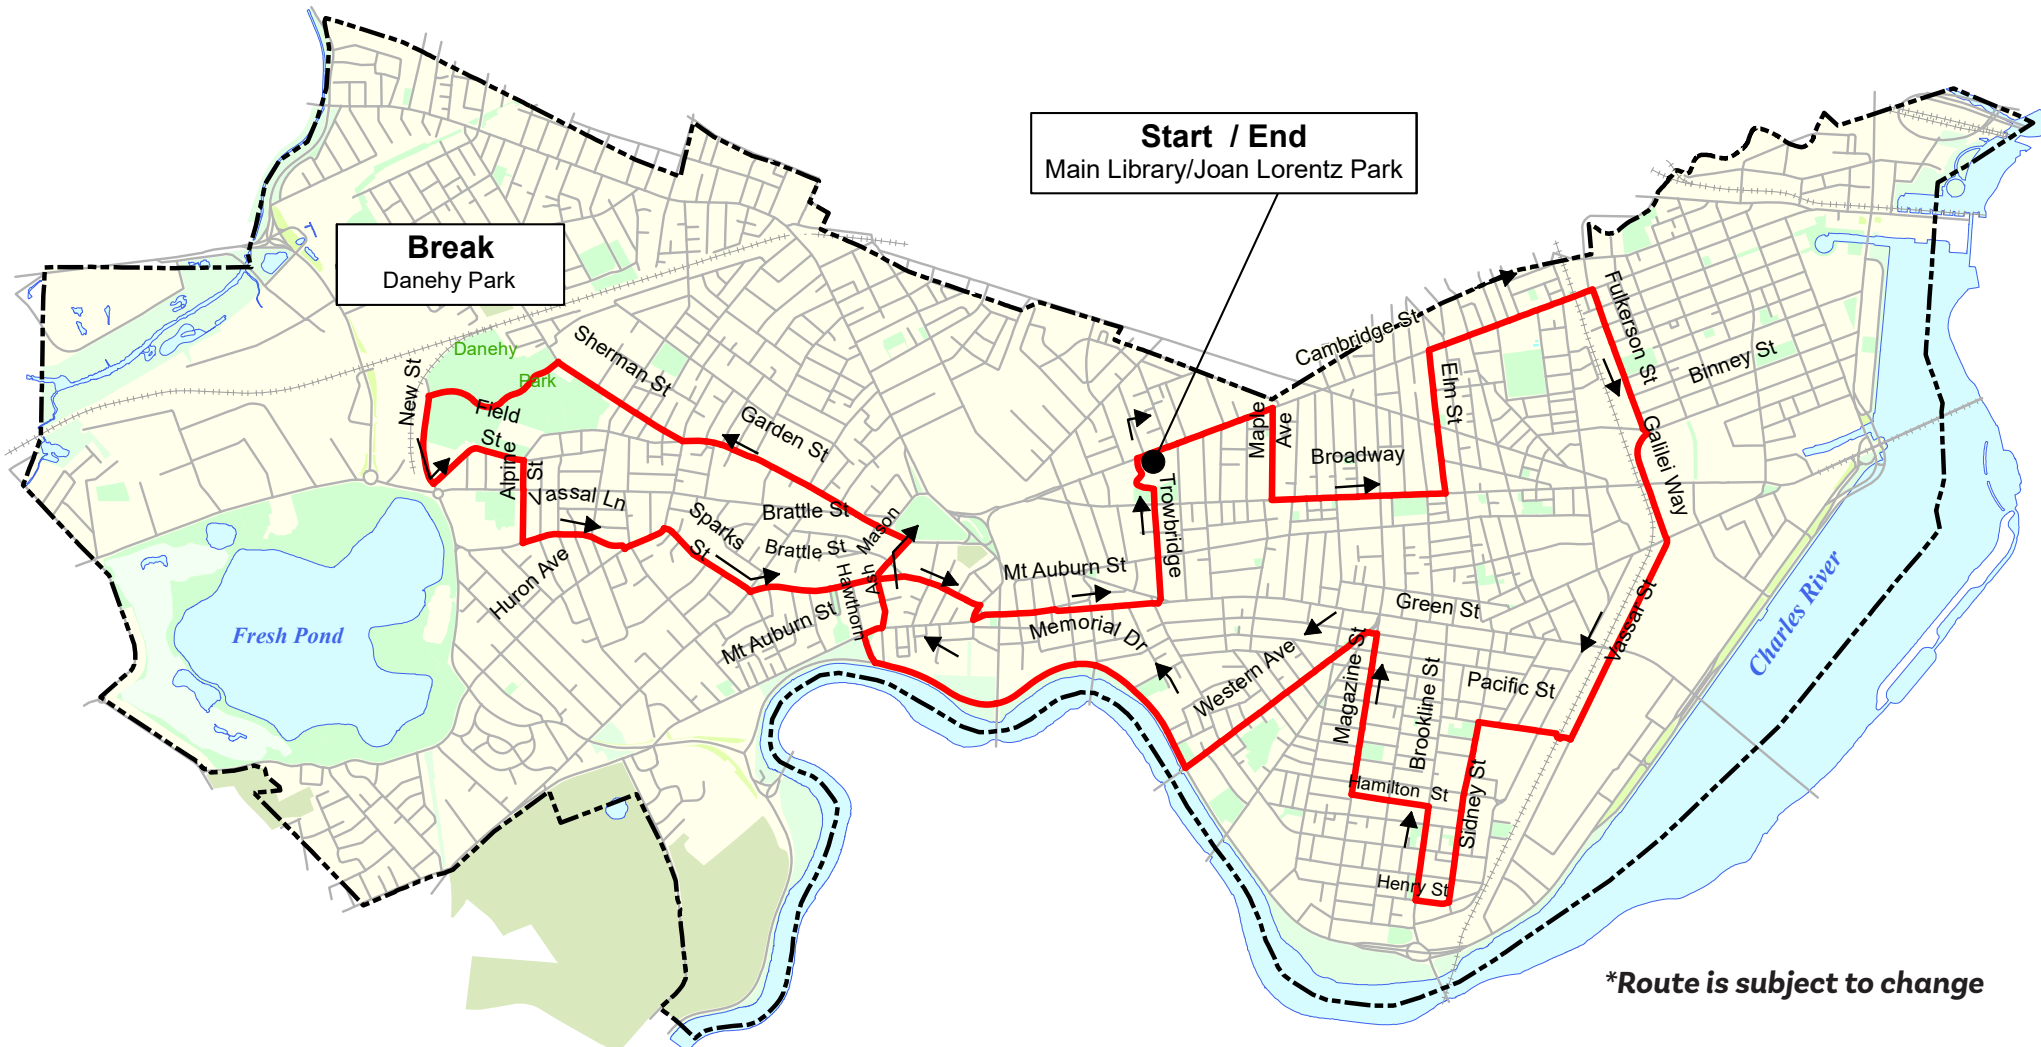 Start / End
Main Library/Joan Lorentz Park
Break
Danehy Park
Danehy
Park
Sherman St
New St
Field
St
Alpine
St
Vassal Ln
Garden St
Huron Ave
Sparks
St
Brattle St
Brattle St
Mason
Ash
Hawthorn
Mt Auburn St
Mt Auburn St
Memorial Dr
Trowbridge
Maple
Ave
Cambridge St
Broadway
Elm St
Fulkerson St
Binney St
Galilei Way
Vassar St
Green St
Western Ave
Magazine St
Brookline St
Pacific St
Hamilton St
Sidney St
Henry St
Fresh Pond
Charles River
*Route is subject to change